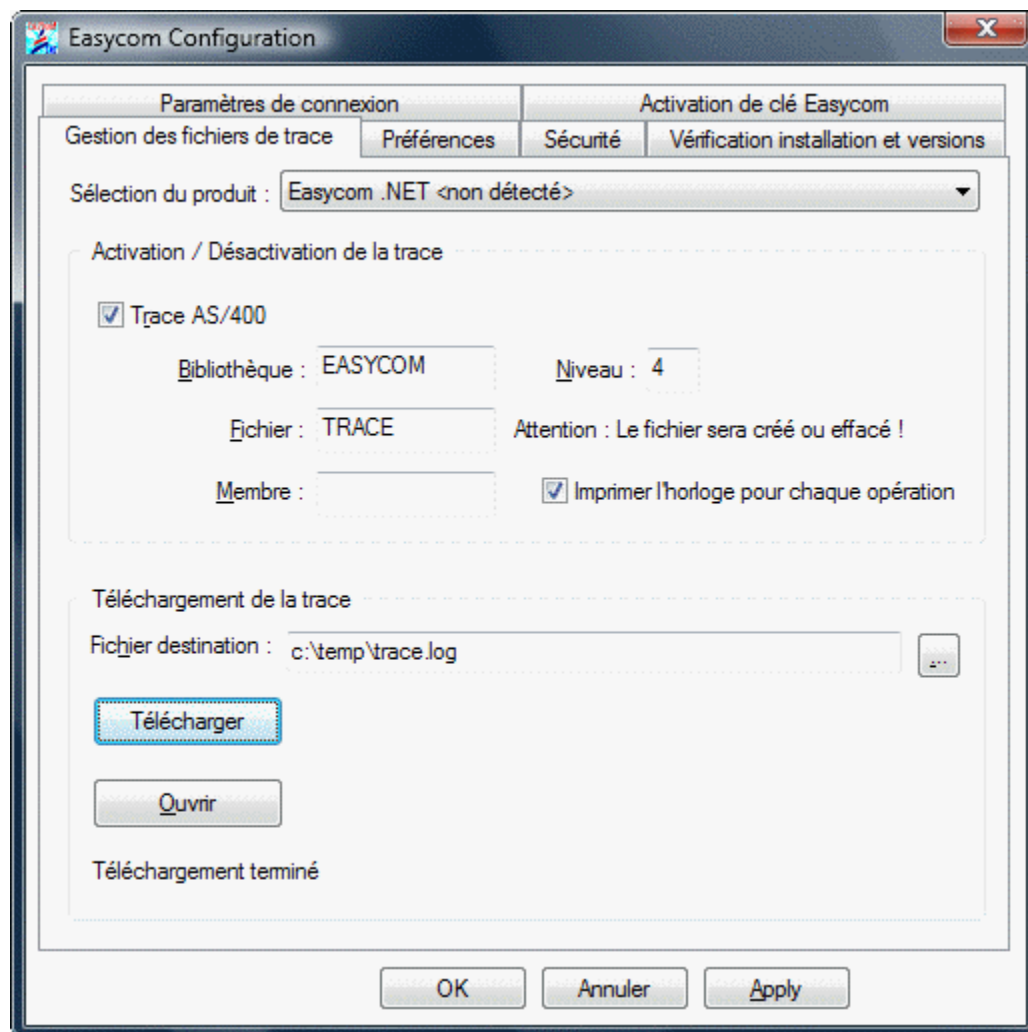 Easycom Configuration
Paramètres de connexion
Activation de clé Easycom
Gestion des fichiers de trace
Préférences
Sécurité
Vérification installation et versions
Sélection du produit : Easycom .NET <non détecté>
Activation / Désactivation de la trace
Trace AS/400
Bibliothèque : EASYCOM
Niveau : 4
Fichier : TRACE
Attention : Le fichier sera créé ou effacé !
Membre :
Imprimer l'horloge pour chaque opération
Téléchargement de la trace
Fichier destination : c:\temp\trace.log
...
Télécharger
Ouvrir
Téléchargement terminé
OK
Annuler
Apply